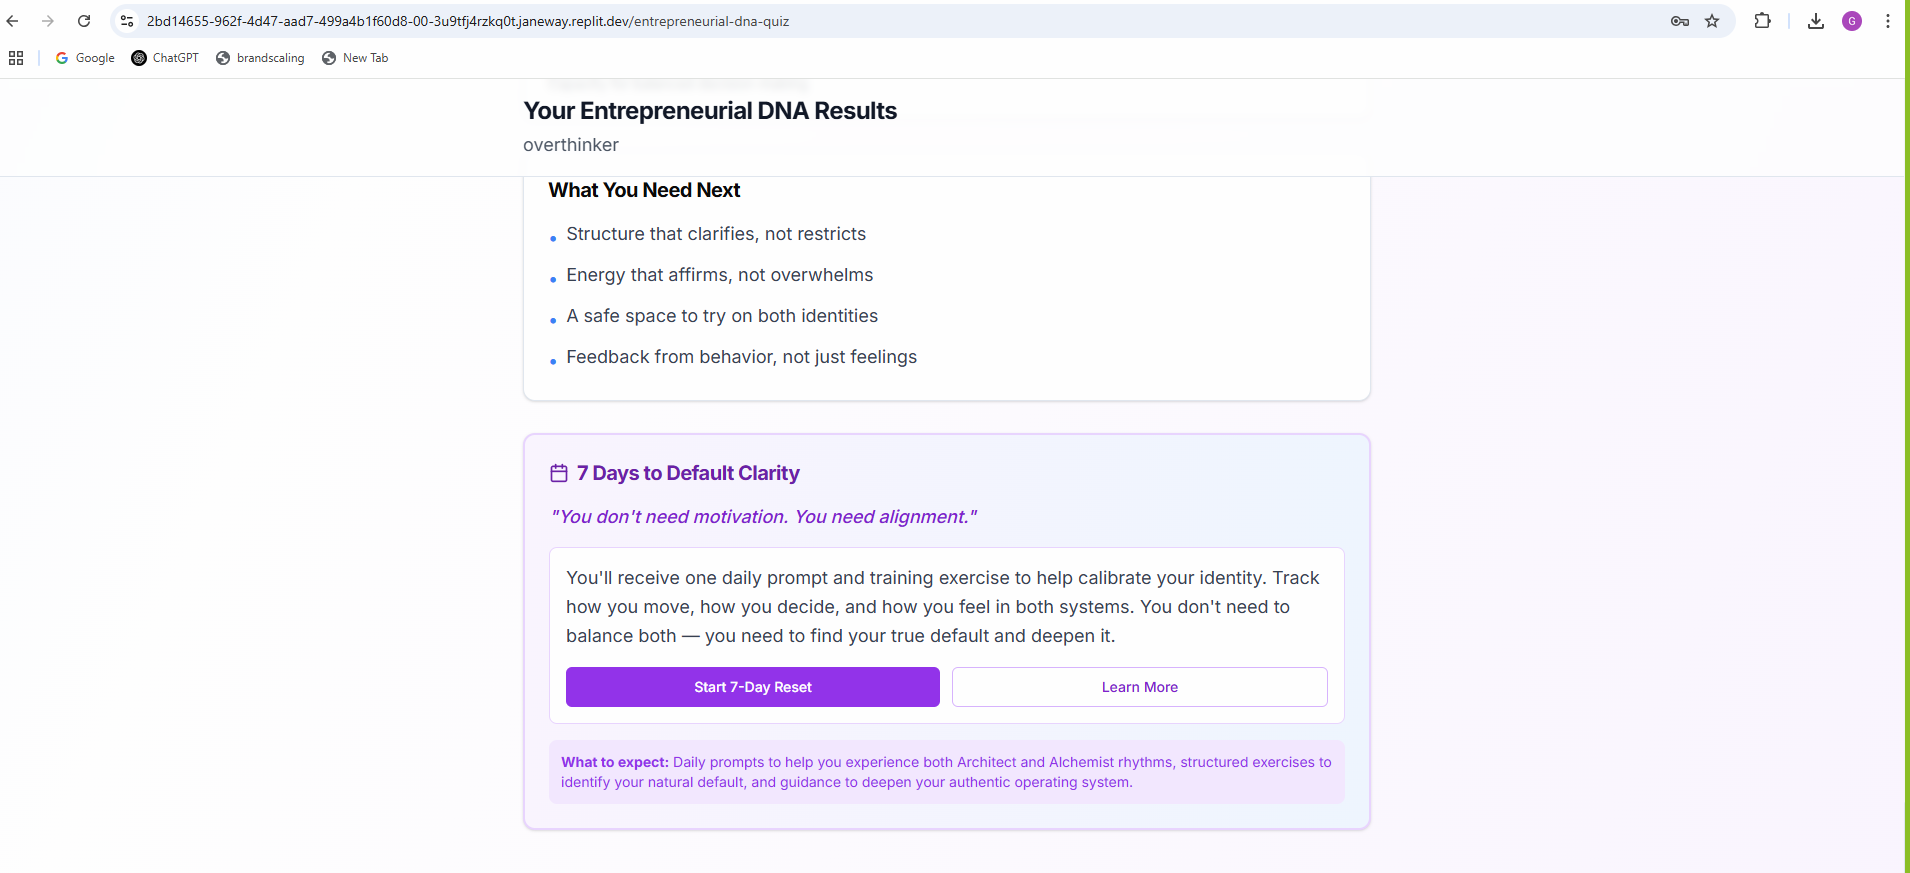 2bd14655-962f-4d47-aad7-499a4b1f60d8-00-3u9tfj4rzkq0t.janeway.replit.dev/entrepreneurial-dna-quiz
G
Google
ChatGPT
brandscaling
New Tab
Your Entrepreneurial DNA Results
overthinker
What You Need Next
• Structure that clarifies, not restricts
• Energy that affirms, not overwhelms
• A safe space to try on both identities
• Feedback from behavior, not just feelings
7 Days to Default Clarity
"You don't need motivation. You need alignment."
You'll receive one daily prompt and training exercise to help calibrate your identity. Track
how you move, how you decide, and how you feel in both systems. You don't need to
balance both — you need to find your true default and deepen it.
Start 7-Day Reset
Learn More
What to expect: Daily prompts to help you experience both Architect and Alchemist rhythms, structured exercises to
identify your natural default, and guidance to deepen your authentic operating system.